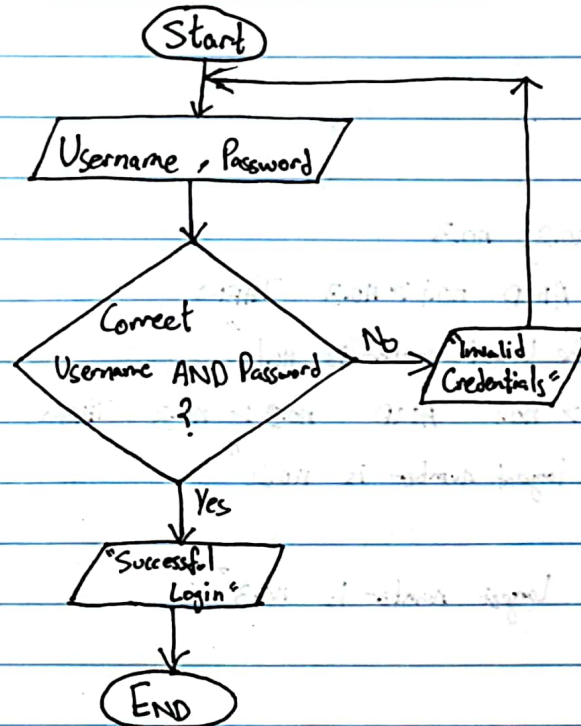 Start
Username , Password
Correct
Username AND Password
?
No
"Invalid
Credentials"
Yes
"Successful
Login"
END